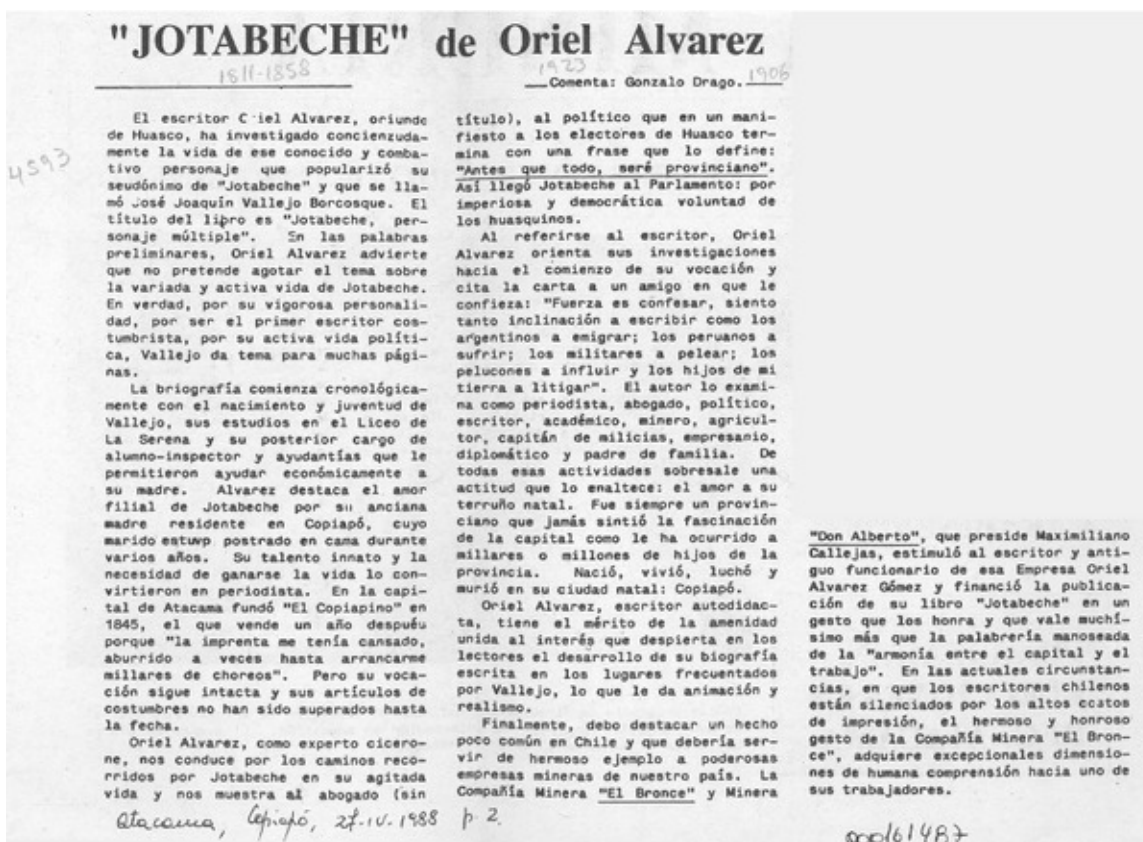 "JOTABECHE" de Oriel Alvarez
1811-1858
1923
Comenta: Gonzalo Drago. 1906
4593
El escritor C iel Alvarez, oriundo
de Huasco, ha investigado concienzuda-
mente la vida de ese conocido y comba-
tivo personaje que popularizó su
seudónimo de "Jotabeche" y que se lla-
mó José Joaquín Vallejo Borcosque. El
título del libro es "Jotabeche, per-
sonaje múltiple". En las palabras
preliminares, Oriel Alvarez advierte
que no pretende agotar el tema sobre
la variada y activa vida de Jotabeche.
En verdad, por su vigorosa personali-
dad, por ser el primer escritor cos-
tumbrista, por su activa vida políti-
ca, Vallejo da tema para muchas pági-
nas.
La briografía comienza cronológica-
mente con el nacimiento y juventud de
Vallejo, sus estudios en el Liceo de
La Serena y su posterior cargo de
alumno-inspector y ayudantías que le
permitieron ayudar económicamente a
su madre. Alvarez destaca el amor
filial de Jotabeche por su anciana
madre residente en Copiapó, cuyo
marido estuvp postrado en cama durante
varios años. Su talento innato y la
necesidad de ganarse la vida lo con-
virtieron en periodista. En la capi-
tal de Atacama fundó "El Copiapino" en
1845, el que vende un año despuéu
porque "la imprenta me tenía cansado,
aburrido a veces hasta arrancarme
millares de choreos". Pero su voca-
ción sigue intacta y sus artículos de
costumbres no han sido superados hasta
la fecha.
Oriel Alvarez, como experto cicero-
ne, nos conduce por los caminos reco-
rridos por Jotabeche en su agitada
vida y nos muestra al abogado (sin
título), al político que en un mani-
fiesto a los electores de Huasco ter-
mina con una frase que lo define:
"Antes que todo, seré provinciano".
Así llegó Jotabeche al Parlamento: por
imperiosa y democrática voluntad de
los huasquinos.
Al referirse al escritor, Oriel
Alvarez orienta sus investigaciones
hacia el comienzo de su vocación y
cita la carta a un amigo en que le
confieza: "Fuerza es confesar, siento
tanto inclinación a escribir como los
argentinos a emigrar; los peruanos a
sufrir; los militares a pelear; los
pelucones a influir y los hijos de mi
tierra a litigar". El autor lo exami-
na como periodista, abogado, político,
escritor, académico, minero, agricul-
tor, capitán de milicias, empresario,
diplomático y padre de familia. De
todas esas actividades sobresale una
actitud que lo enaltece: el amor a su
terruño natal. Fue siempre un provin-
ciano que jamás sintió la fascinación
de la capital como le ha ocurrido a
millares o millones de hijos de la
provincia. Nació, vivió, luchó y
murió en su ciudad natal: Copiapó.
Oriel Alvarez, escritor autodidac-
ta, tiene el mérito de la amenidad
unida al interés que despierta en los
lectores el desarrollo de su biografía
escrita en los lugares frecuentados
por Vallejo, lo que le da animación y
realismo.
Finalmente, debo destacar un hecho
poco común en Chile y que debería ser-
vir de hermoso ejemplo a poderosas
empresas mineras de nuestro país. La
Compañía Minera "El Bronce" y Minera
"Don Alberto", que preside Maximiliano
Callejas, estimuló al escritor y anti-
guo funcionario de esa Empresa Oriel
Alvarez Gómez y financió la publica-
ción de su libro "Jotabeche" en un
gesto que los honra y que vale muchí-
simo más que la palabrería manoseada
de la "armonía entre el capital y el
trabajo". En las actuales circunstan-
cias, en que los escritores chilenos
están silenciados por los altos costos
de impresión, el hermoso y honroso
gesto de la Compañía Minera "El Bron-
ce", adquiere excepcionales dimensio-
nes de humana comprensión hacia uno de
sus trabajadores.
Atacama, Copiapó, 27-IV-1988 p. 2.
000161487